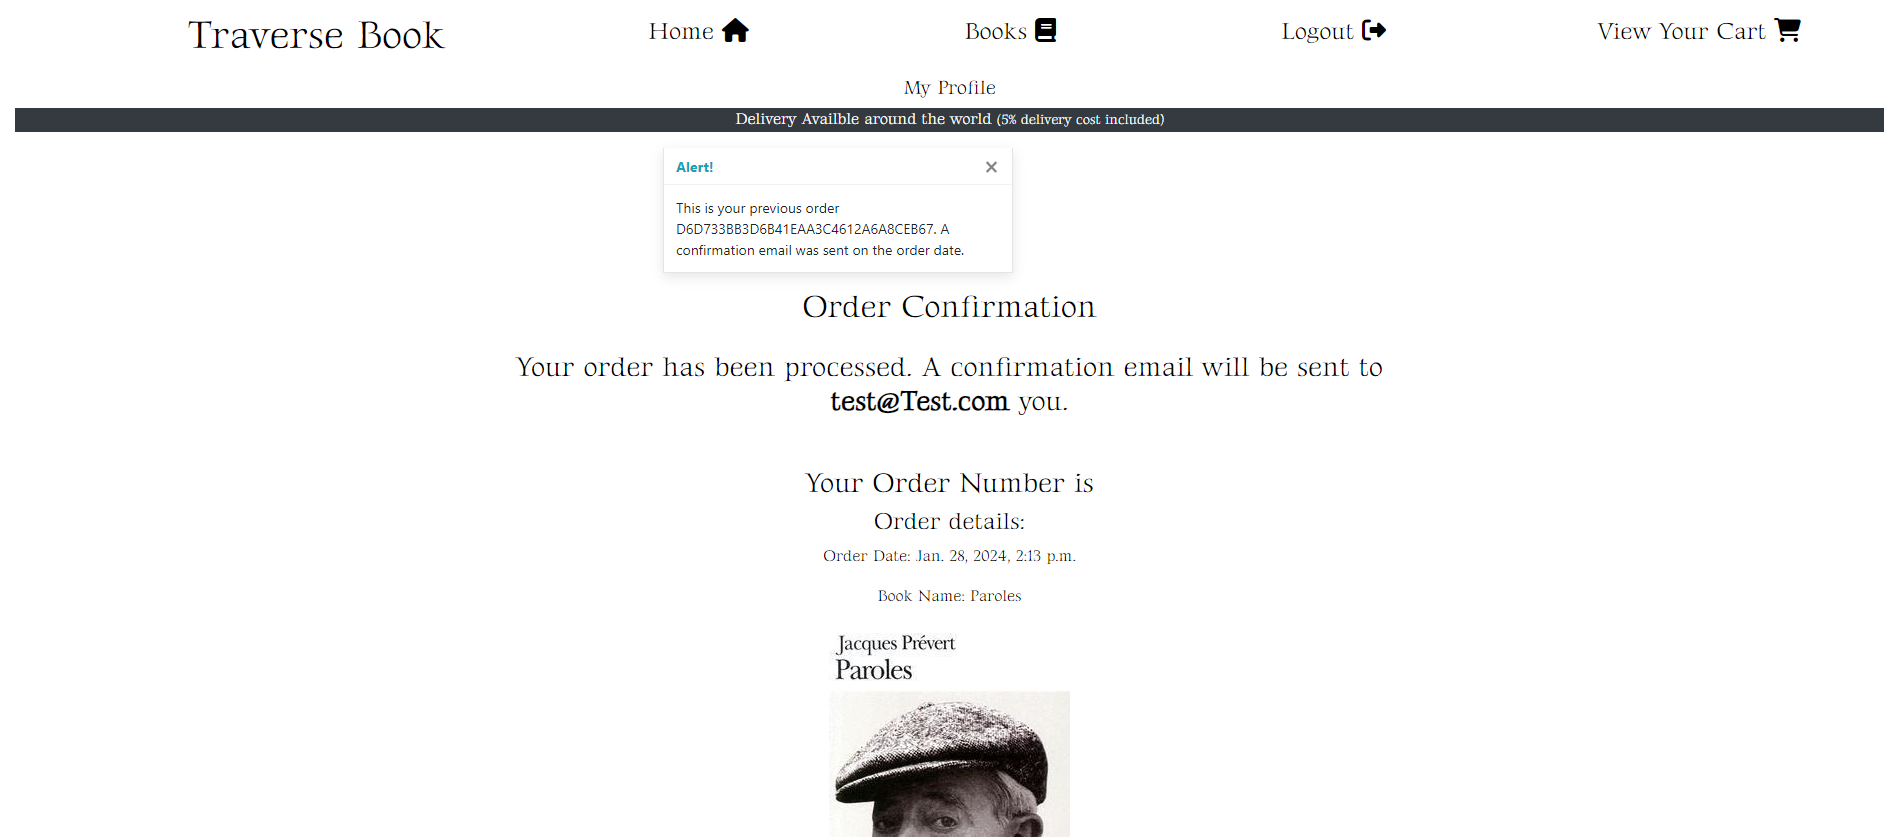 Traverse Book
Home
Books
Logout
View Your Cart
My Profile
Delivery Availble around the world (5% delivery cost included)
Alert!
×
This is your previous order
D6D733BB3D6B41EAA3C4612A6A8CEB67. A
confirmation email was sent on the order date.
Order Confirmation
Your order has been processed. A confirmation email will be sent to
test@Test.com you.
Your Order Number is
Order details:
Order Date: Jan. 28, 2024, 2:13 p.m.
Book Name: Paroles
Jacques Prévert
Paroles